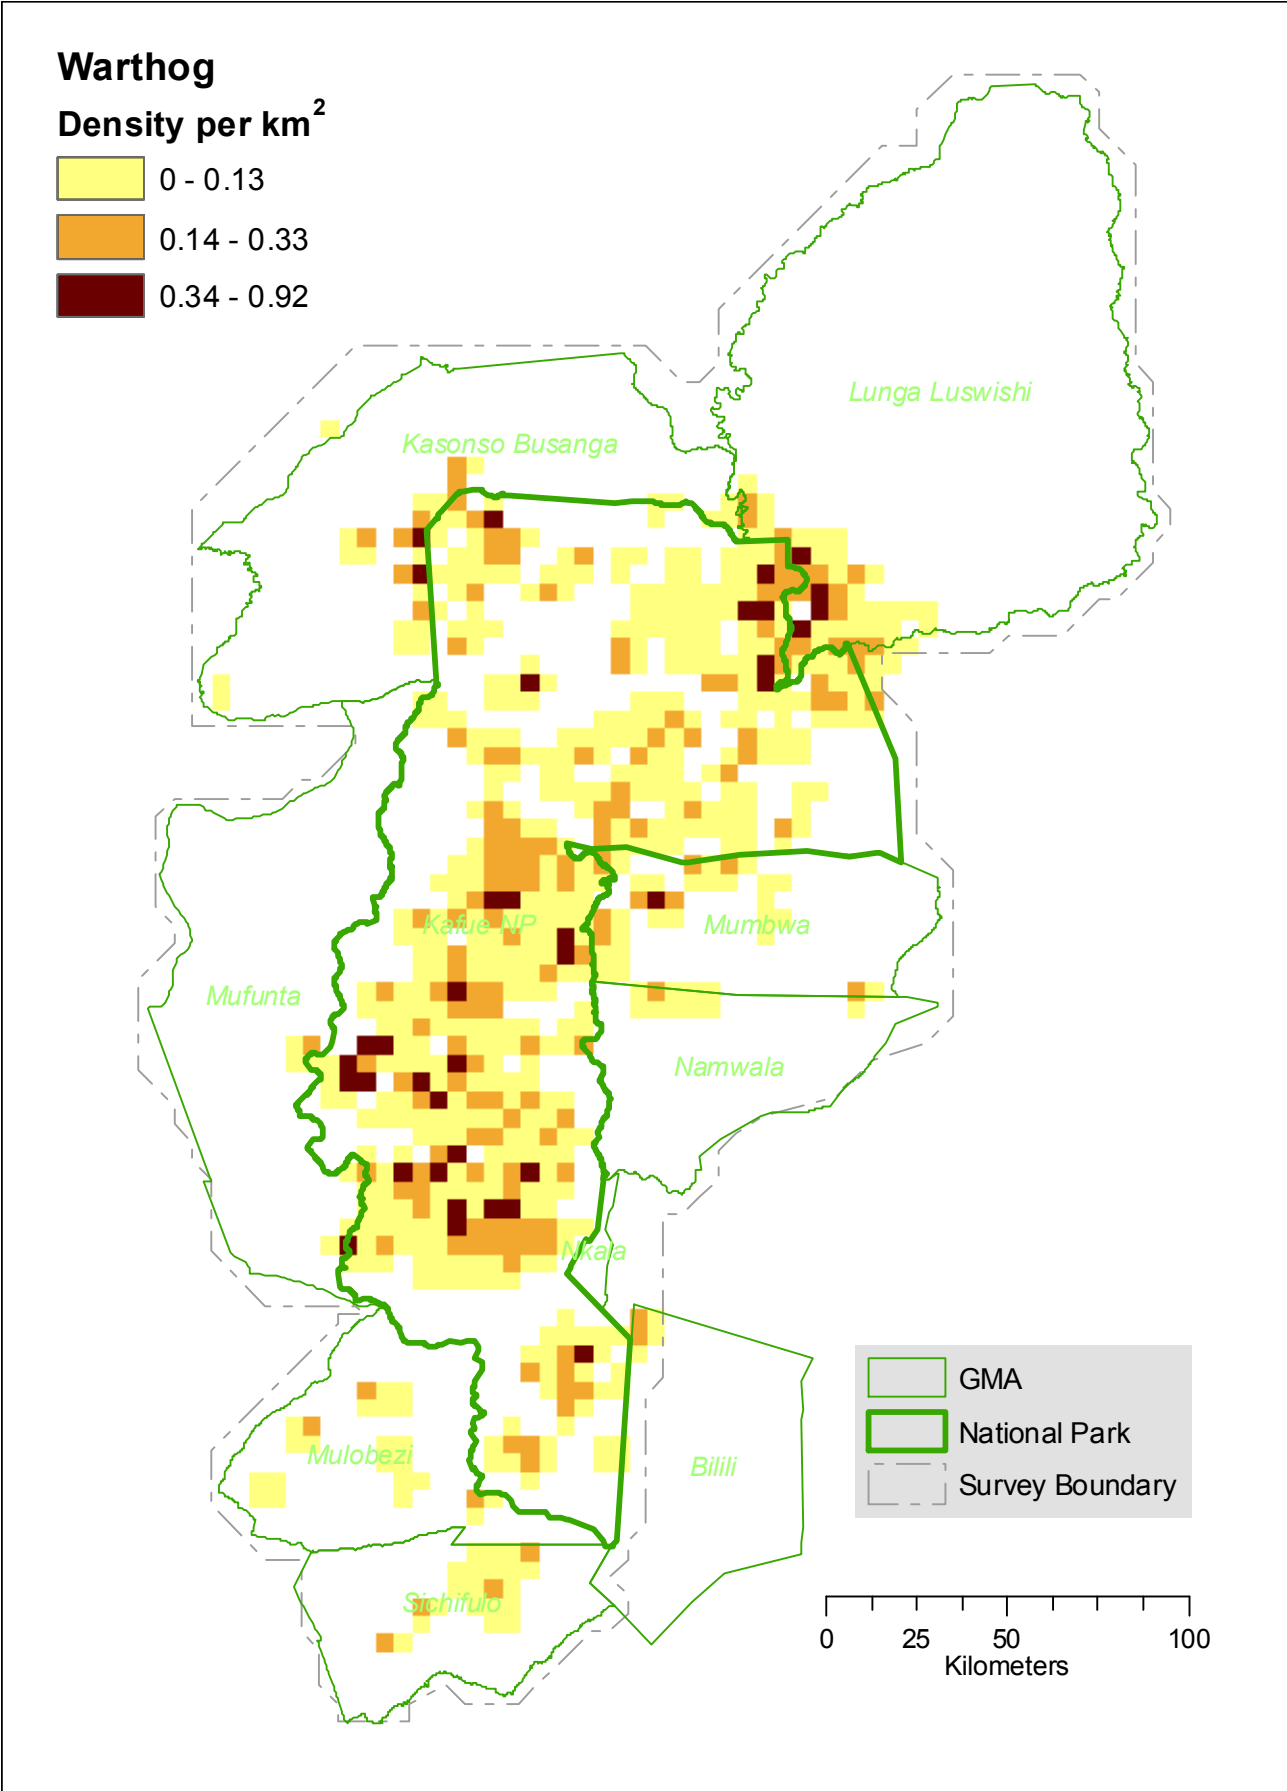 Warthog
Density per km2
0 - 0.13
0.14 - 0.33
0.34 - 0.92
Lunga Luswishi
Kasonso Busanga
Kafue NP
Mumbwa
Mufunta
Namwala
Nkala
GMA
National Park
Survey Boundary
Mulobezi
Bilili
Sichifulo
0 25 50 100
Kilometers